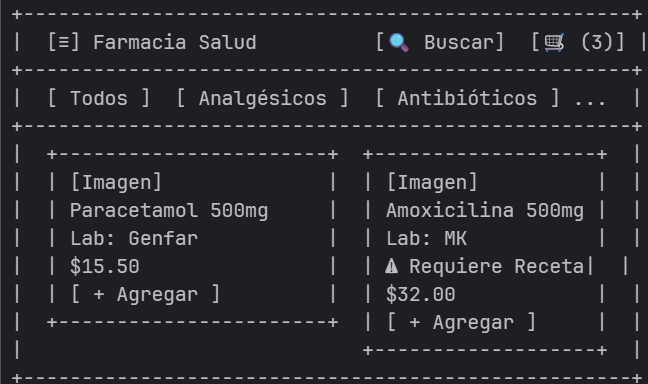 +---------------------------------------------------+
|  [≡] Farmacia Salud          [🔍 Buscar]  [🛒 (3)] |
+---------------------------------------------------+
|  [ Todos ]  [ Analgésicos ]  [ Antibióticos ] ...  |
+---------------------------------------------------+
|  +-----------------------+  +-------------------+  |
|  | [Imagen]              |  | [Imagen]          |  |
|  | Paracetamol 500mg     |  | Amoxicilina 500mg |  |
|  | Lab: Genfar           |  | Lab: MK           |  |
|  | $15.50                |  | ⚠ Requiere Receta|  |
|  | [ + Agregar ]         |  | $32.00            |  |
|  +-----------------------+  | [ + Agregar ]     |  |
|                             +-------------------+  |
+---------------------------------------------------+